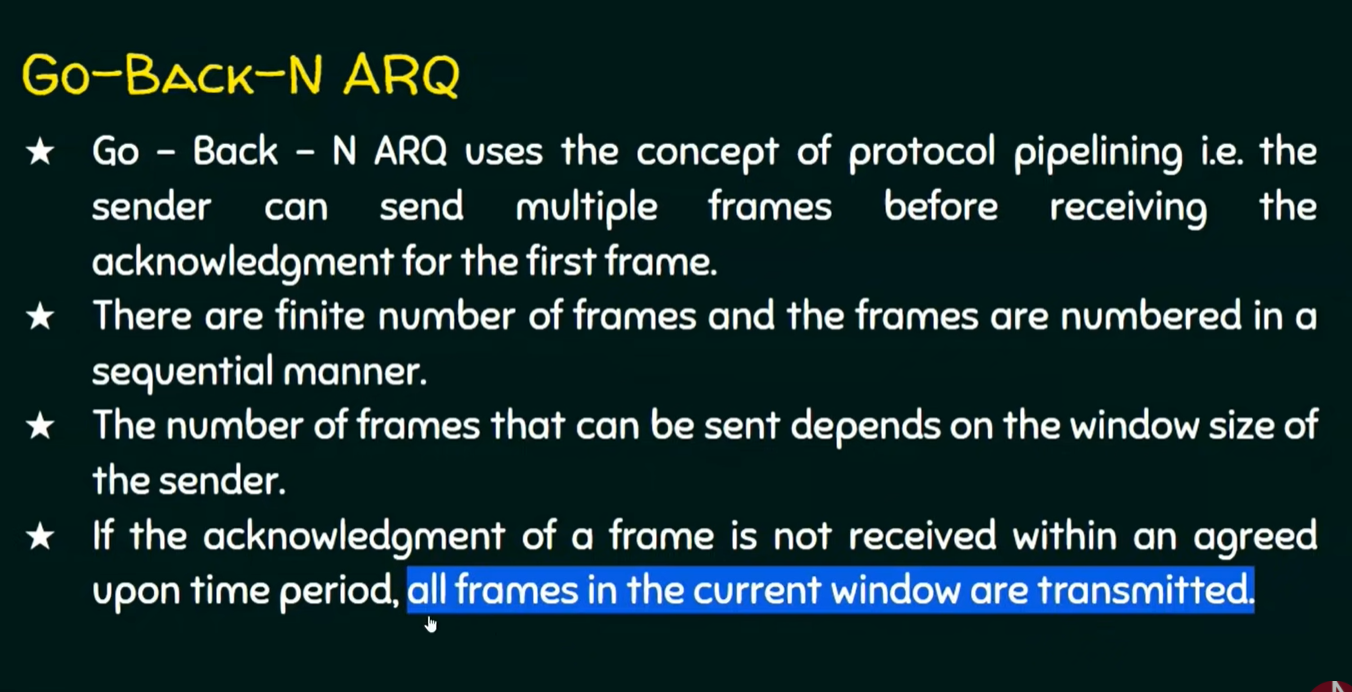 Go-Back-N ARQ
★ Go - Back - N ARQ uses the concept of protocol pipelining i.e. the
sender can send multiple frames before receiving the
acknowledgment for the first frame.
★ There are finite number of frames and the frames are numbered in a
sequential manner.
★ The number of frames that can be sent depends on the window size of
the sender.
★ If the acknowledgment of a frame is not received within an agreed
upon time period, all frames in the current window are transmitted.